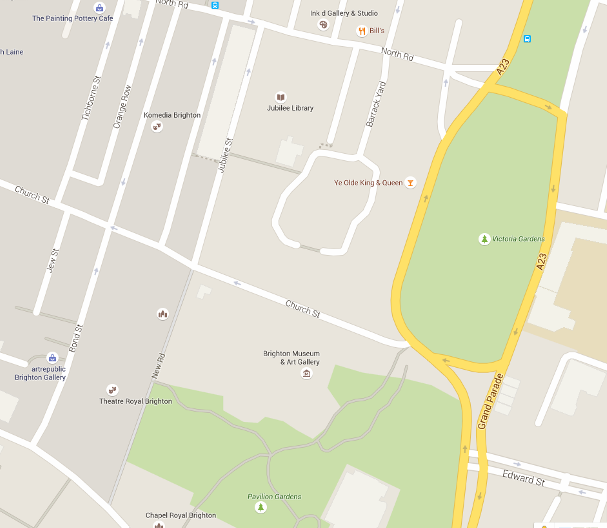 The Painting Pottery Cafe
North Rd
Ink d Gallery & Studio
Bill's
North Rd
A23
h Laine
Tichborne St
Orange Row
Komedia Brighton
Jubilee Library
Barrack Yard
Jubilee St
Ye Olde King & Queen
Church St
Victoria Gardens
A23
Jew St
Bond St
Church St
artrepublic
Brighton Gallery
New Rd
Brighton Museum
& Art Gallery
Theatre Royal Brighton
Grand Parade
Edward St
Pavilion Gardens
Chapel Royal Brighton